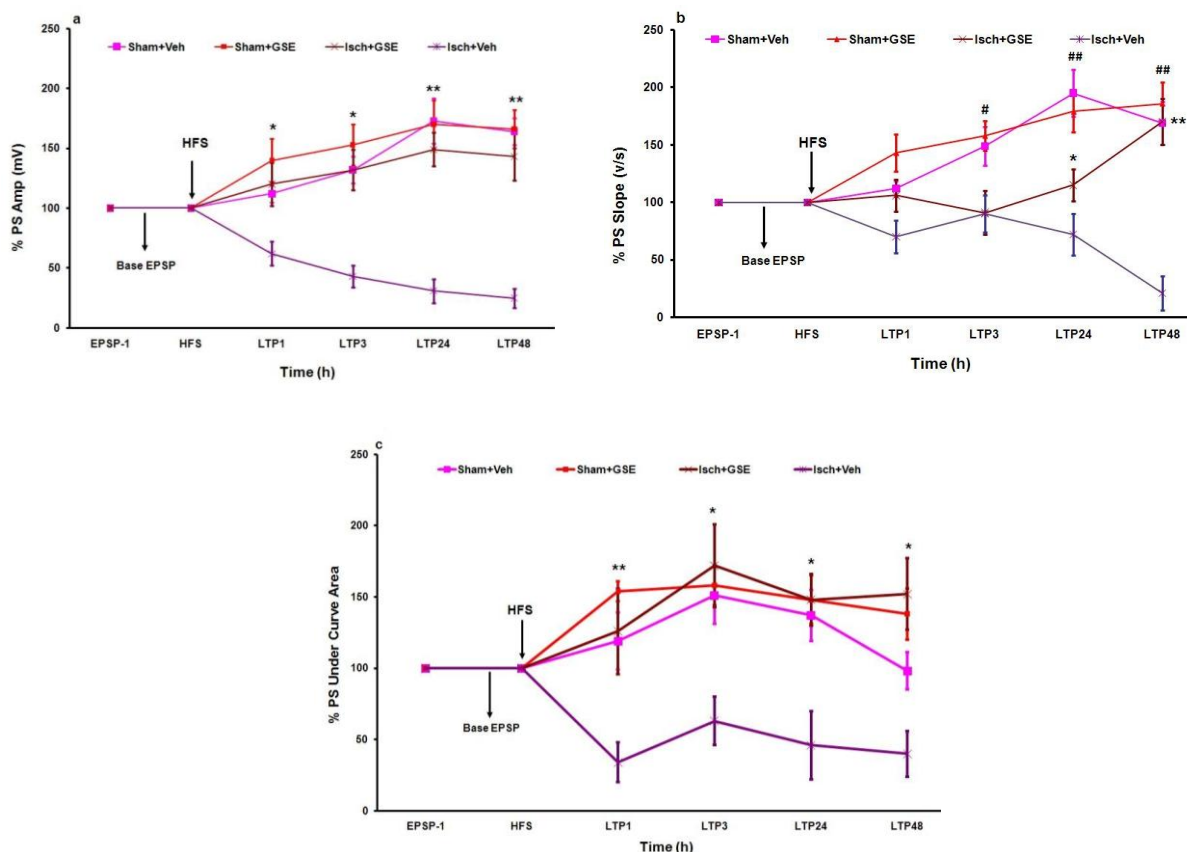 a
250
Sham+Veh Sham+GSE Isch+GSE Isch+Veh
200
** **
* *
HFS
150
% PS Amp (mV)
100
Base EPSP
50
0
EPSP-1 HFS LTP1 LTP3 LTP24 LTP48
Time (h)
b
250
Sham+Veh Sham+GSE Isch+GSE Isch+Veh
## ##
200
#
**
HFS
150
*
% PS Slope (v/s)
100
Base EPSP
50
0
EPSP-1 HFS LTP1 LTP3 LTP24 LTP48
Time (h)
c
250
Sham+Veh Sham+GSE Isch+GSE Isch+Veh
200
*
** * *
150
HFS
% PS Under Curve Area
100
Base EPSP
50
0
EPSP-1 HFS LTP1 LTP3 LTP24 LTP48
Time (h)